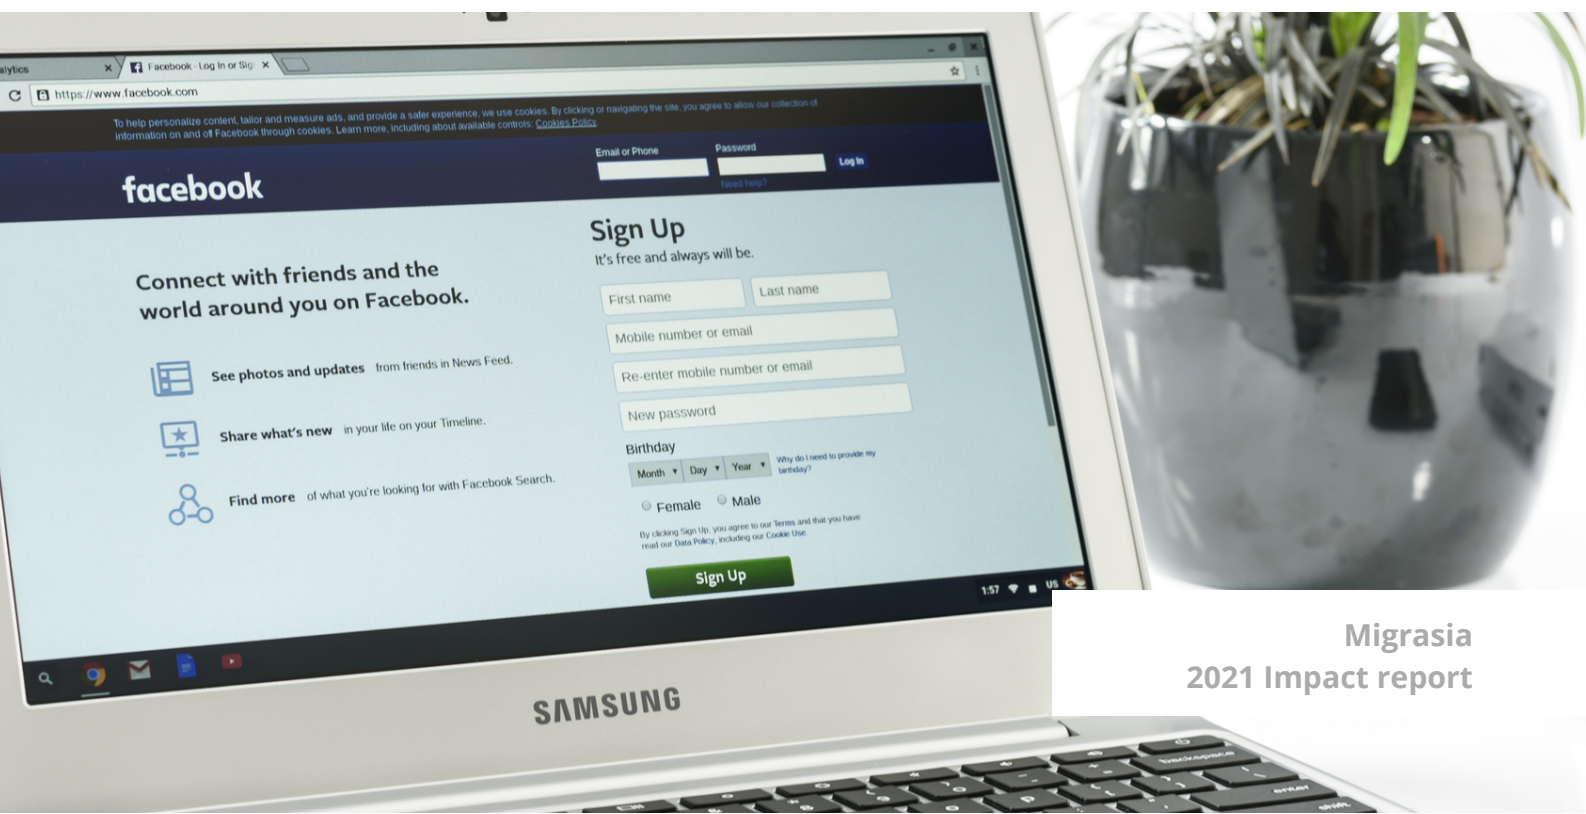 alytics
Facebook - Log In or Sig
https://www.facebook.com
To help personalize content, tailor and measure ads, and provide a safer experience, we use cookies. By clicking or navigating the site, you agree to allow our collection of
information on and off Facebook through cookies. Learn more, including about available controls: Cookies Policy.
facebook
Email or Phone
Password
Log In
Need help?
Connect with friends and the
world around you on Facebook.
See photos and updates from friends in News Feed.
Share what's new in your life on your Timeline.
Find more of what you're looking for with Facebook Search.
Sign Up
It's free and always will be.
First name
Last name
Mobile number or email
Re-enter mobile number or email
New password
Birthday
Month Day Year
Why do I need to provide my
birthday?
Female Male
By clicking Sign Up, you agree to our Terms and that you have
read our Data Policy, including our Cookie Use.
Sign Up
1:57 US
SAMSUNG
Migrasia
2021 Impact report
backspace
enter
shift